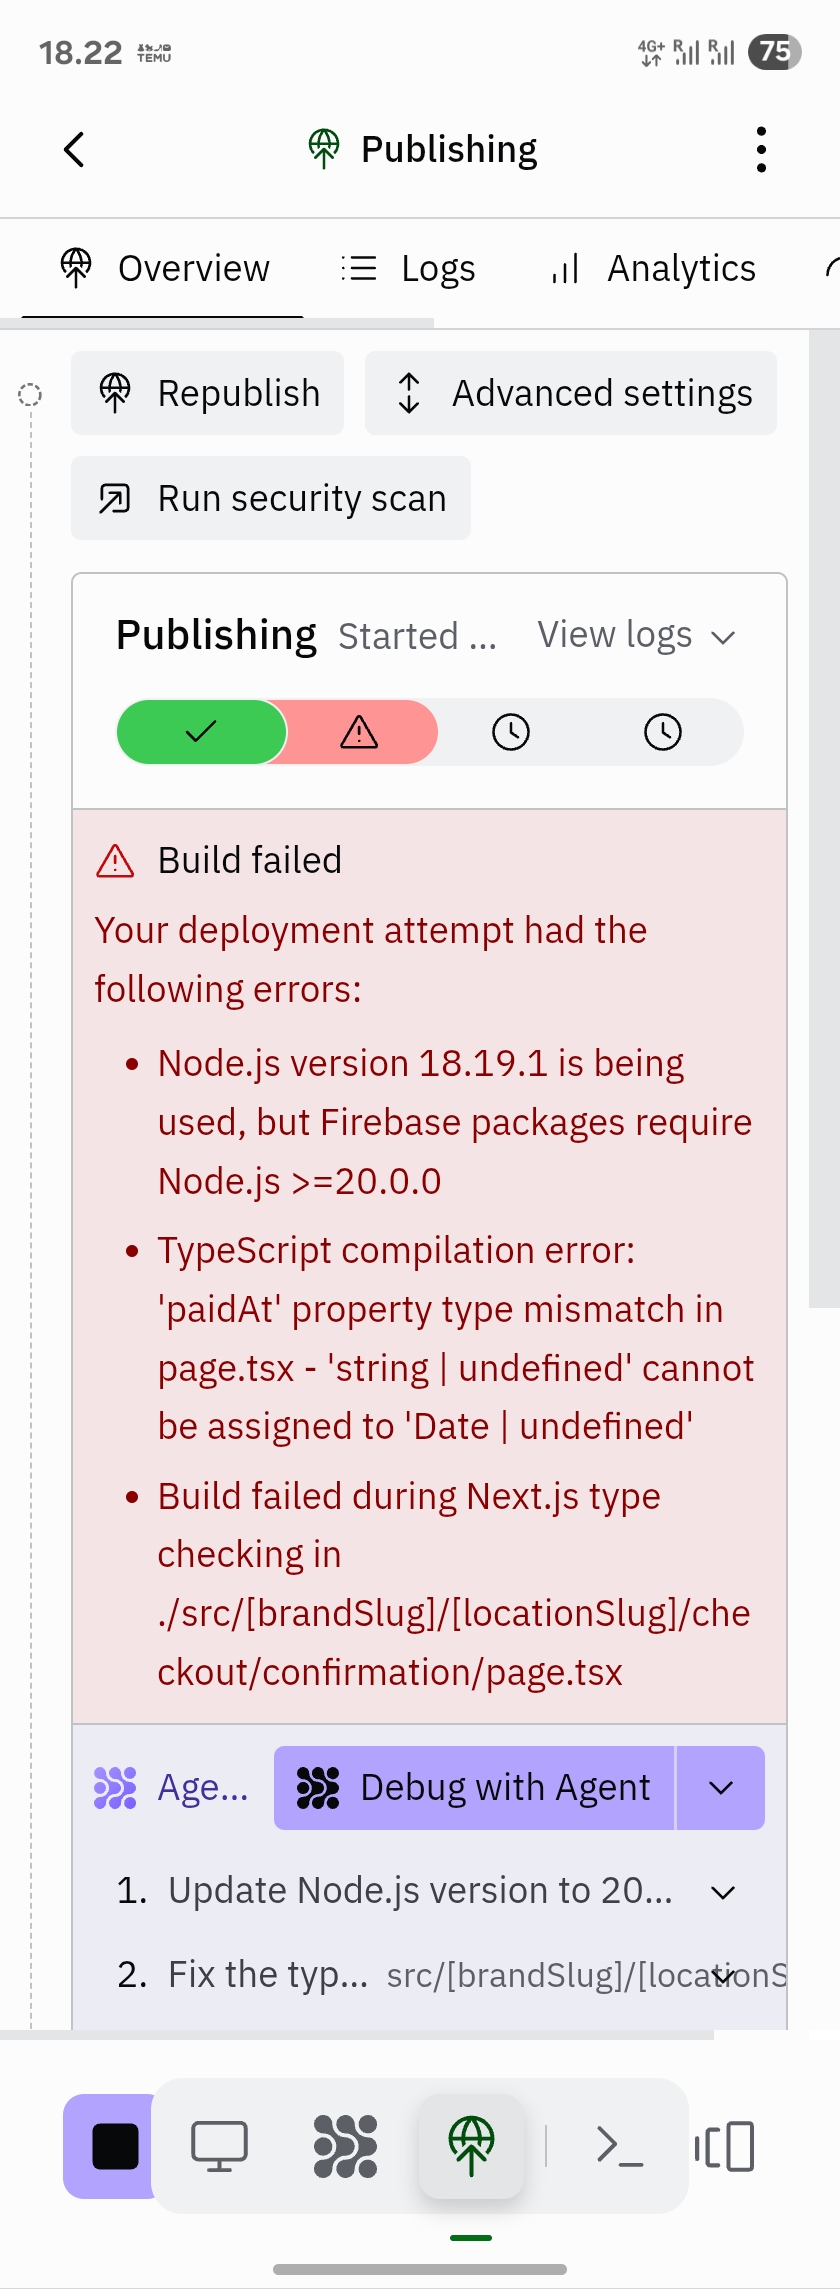 18.22 TEMU 4G+ R R 75
Publishing
Overview Logs Analytics
Republish Advanced settings
Run security scan
Publishing Started ... View logs
Build failed
Your deployment attempt had the
following errors:
• Node.js version 18.19.1 is being
used, but Firebase packages require
Node.js >=20.0.0
• TypeScript compilation error:
'paidAt' property type mismatch in
page.tsx - 'string | undefined' cannot
be assigned to 'Date | undefined'
• Build failed during Next.js type
checking in
./src/[brandSlug]/[locationSlug]/che
ckout/confirmation/page.tsx
Age... Debug with Agent
1. Update Node.js version to 20...
2. Fix the typ... src/[brandSlug]/[locationS